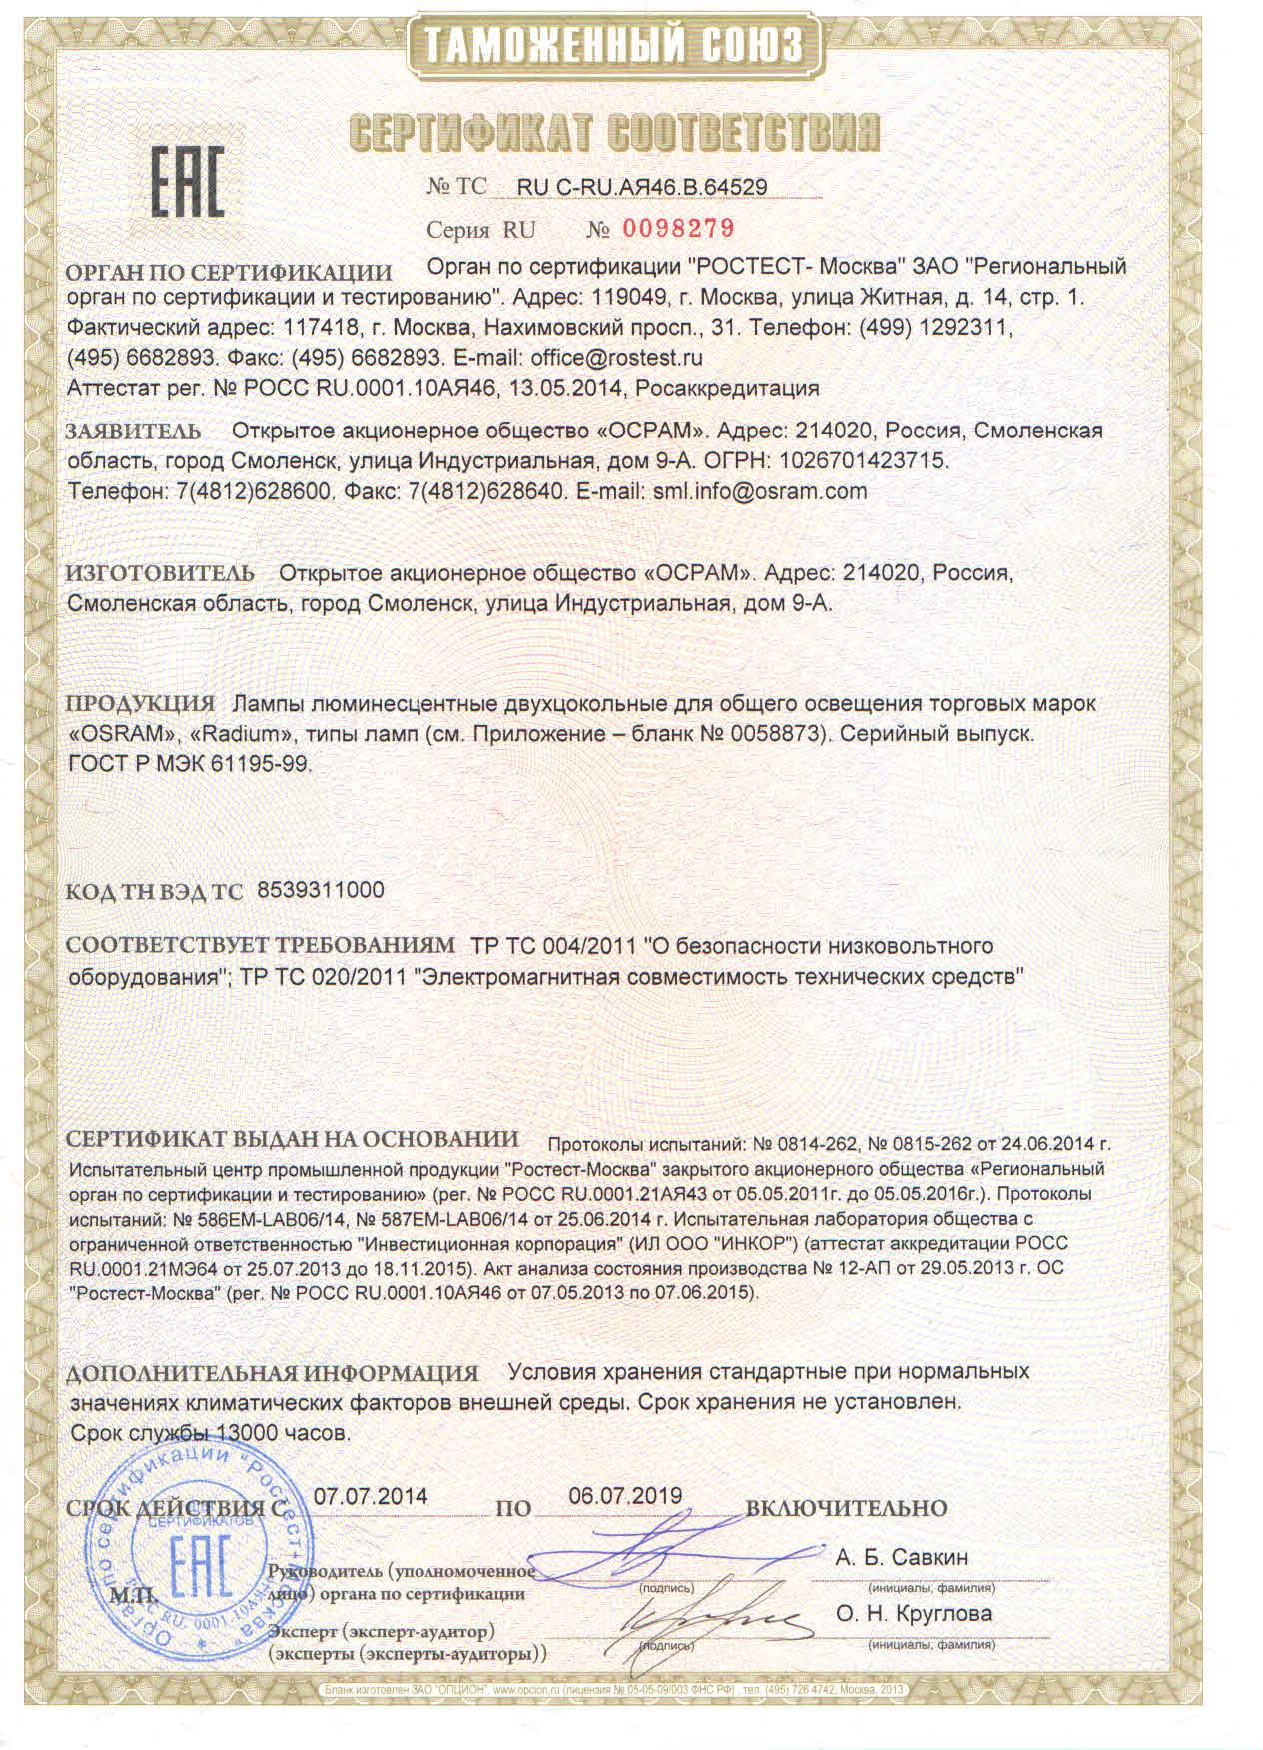 ТАМОЖЕННЫЙ СОЮЗ
СЕРТИФИКАТ СООТВЕТСТВИЯ
ЕАС
№ ТС RU C-RU.АЯ46.В.64529
Серия RU № 0098279
ОРГАН ПО СЕРТИФИКАЦИИ Орган по сертификации "РОСТЕСТ- Москва" ЗАО "Региональный
орган по сертификации и тестированию". Адрес: 119049, г. Москва, улица Житная, д. 14, стр. 1.
Фактический адрес: 117418, г. Москва, Нахимовский просп., 31. Телефон: (499) 1292311,
(495) 6682893. Факс: (495) 6682893. E-mail: office@rostest.ru
Аттестат рег. № РОСС RU.0001.10АЯ46, 13.05.2014, Росаккредитация
ЗАЯВИТЕЛЬ Открытое акционерное общество «ОСРАМ». Адрес: 214020, Россия, Смоленская
область, город Смоленск, улица Индустриальная, дом 9-А. ОГРН: 1026701423715.
Телефон: 7(4812)628600. Факс: 7(4812)628640. E-mail: sml.info@osram.com
ИЗГОТОВИТЕЛЬ Открытое акционерное общество «ОСРАМ». Адрес: 214020, Россия,
Смоленская область, город Смоленск, улица Индустриальная, дом 9-А.
ПРОДУКЦИЯ Лампы люминесцентные двухцокольные для общего освещения торговых марок
«OSRAM», «Radium», типы ламп (см. Приложение – бланк № 0058873). Серийный выпуск.
ГОСТ Р МЭК 61195-99.
КОД ТН ВЭД ТС 8539311000
СООТВЕТСТВУЕТ ТРЕБОВАНИЯМ ТР ТС 004/2011 "О безопасности низковольтного
оборудования"; ТР ТС 020/2011 "Электромагнитная совместимость технических средств"
СЕРТИФИКАТ ВЫДАН НА ОСНОВАНИИ Протоколы испытаний: № 0814-262, № 0815-262 от 24.06.2014 г.
Испытательный центр промышленной продукции "Ростест-Москва" закрытого акционерного общества «Региональный
орган по сертификации и тестированию» (рег. № РОСС RU.0001.21АЯ43 от 05.05.2011г. до 05.05.2016г.). Протоколы
испытаний: № 586EM-LAB06/14, № 587EM-LAB06/14 от 25.06.2014 г. Испытательная лаборатория общества с
ограниченной ответственностью "Инвестиционная корпорация" (ИЛ ООО "ИНКОР") (аттестат аккредитации РОСС
RU.0001.21МЭ64 от 25.07.2013 до 18.11.2015). Акт анализа состояния производства № 12-АП от 29.05.2013 г. ОС
"Ростест-Москва" (рег. № РОСС RU.0001.10АЯ46 от 07.05.2013 по 07.06.2015).
ДОПОЛНИТЕЛЬНАЯ ИНФОРМАЦИЯ Условия хранения стандартные при нормальных
значениях климатических факторов внешней среды. Срок хранения не установлен.
Срок службы 13000 часов.
СРОК ДЕЙСТВИЯ С 07.07.2014 ПО 06.07.2019 ВКЛЮЧИТЕЛЬНО
Орган по сертификации "Ростест-Москва"
СЕРТИФИКАТОВ
ЕАС
М.П.
Руководитель (уполномоченное
лицо) органа по сертификации
(подпись)
А. Б. Савкин
(инициалы, фамилия)
Эксперт (эксперт-аудитор)
(эксперты (эксперты-аудиторы))
(подпись)
О. Н. Круглова
(инициалы, фамилия)
Бланк изготовлен ЗАО "ОПЦИОН", www.opcion.ru (лицензия № 05-05-09/003 ФНС РФ), тел. (495) 726 4742, Москва, 2013